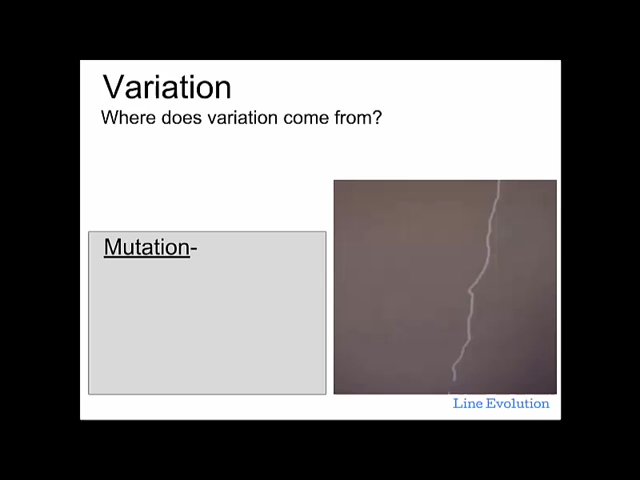 Variation
Where does variation come from?
Mutation-
Line Evolution